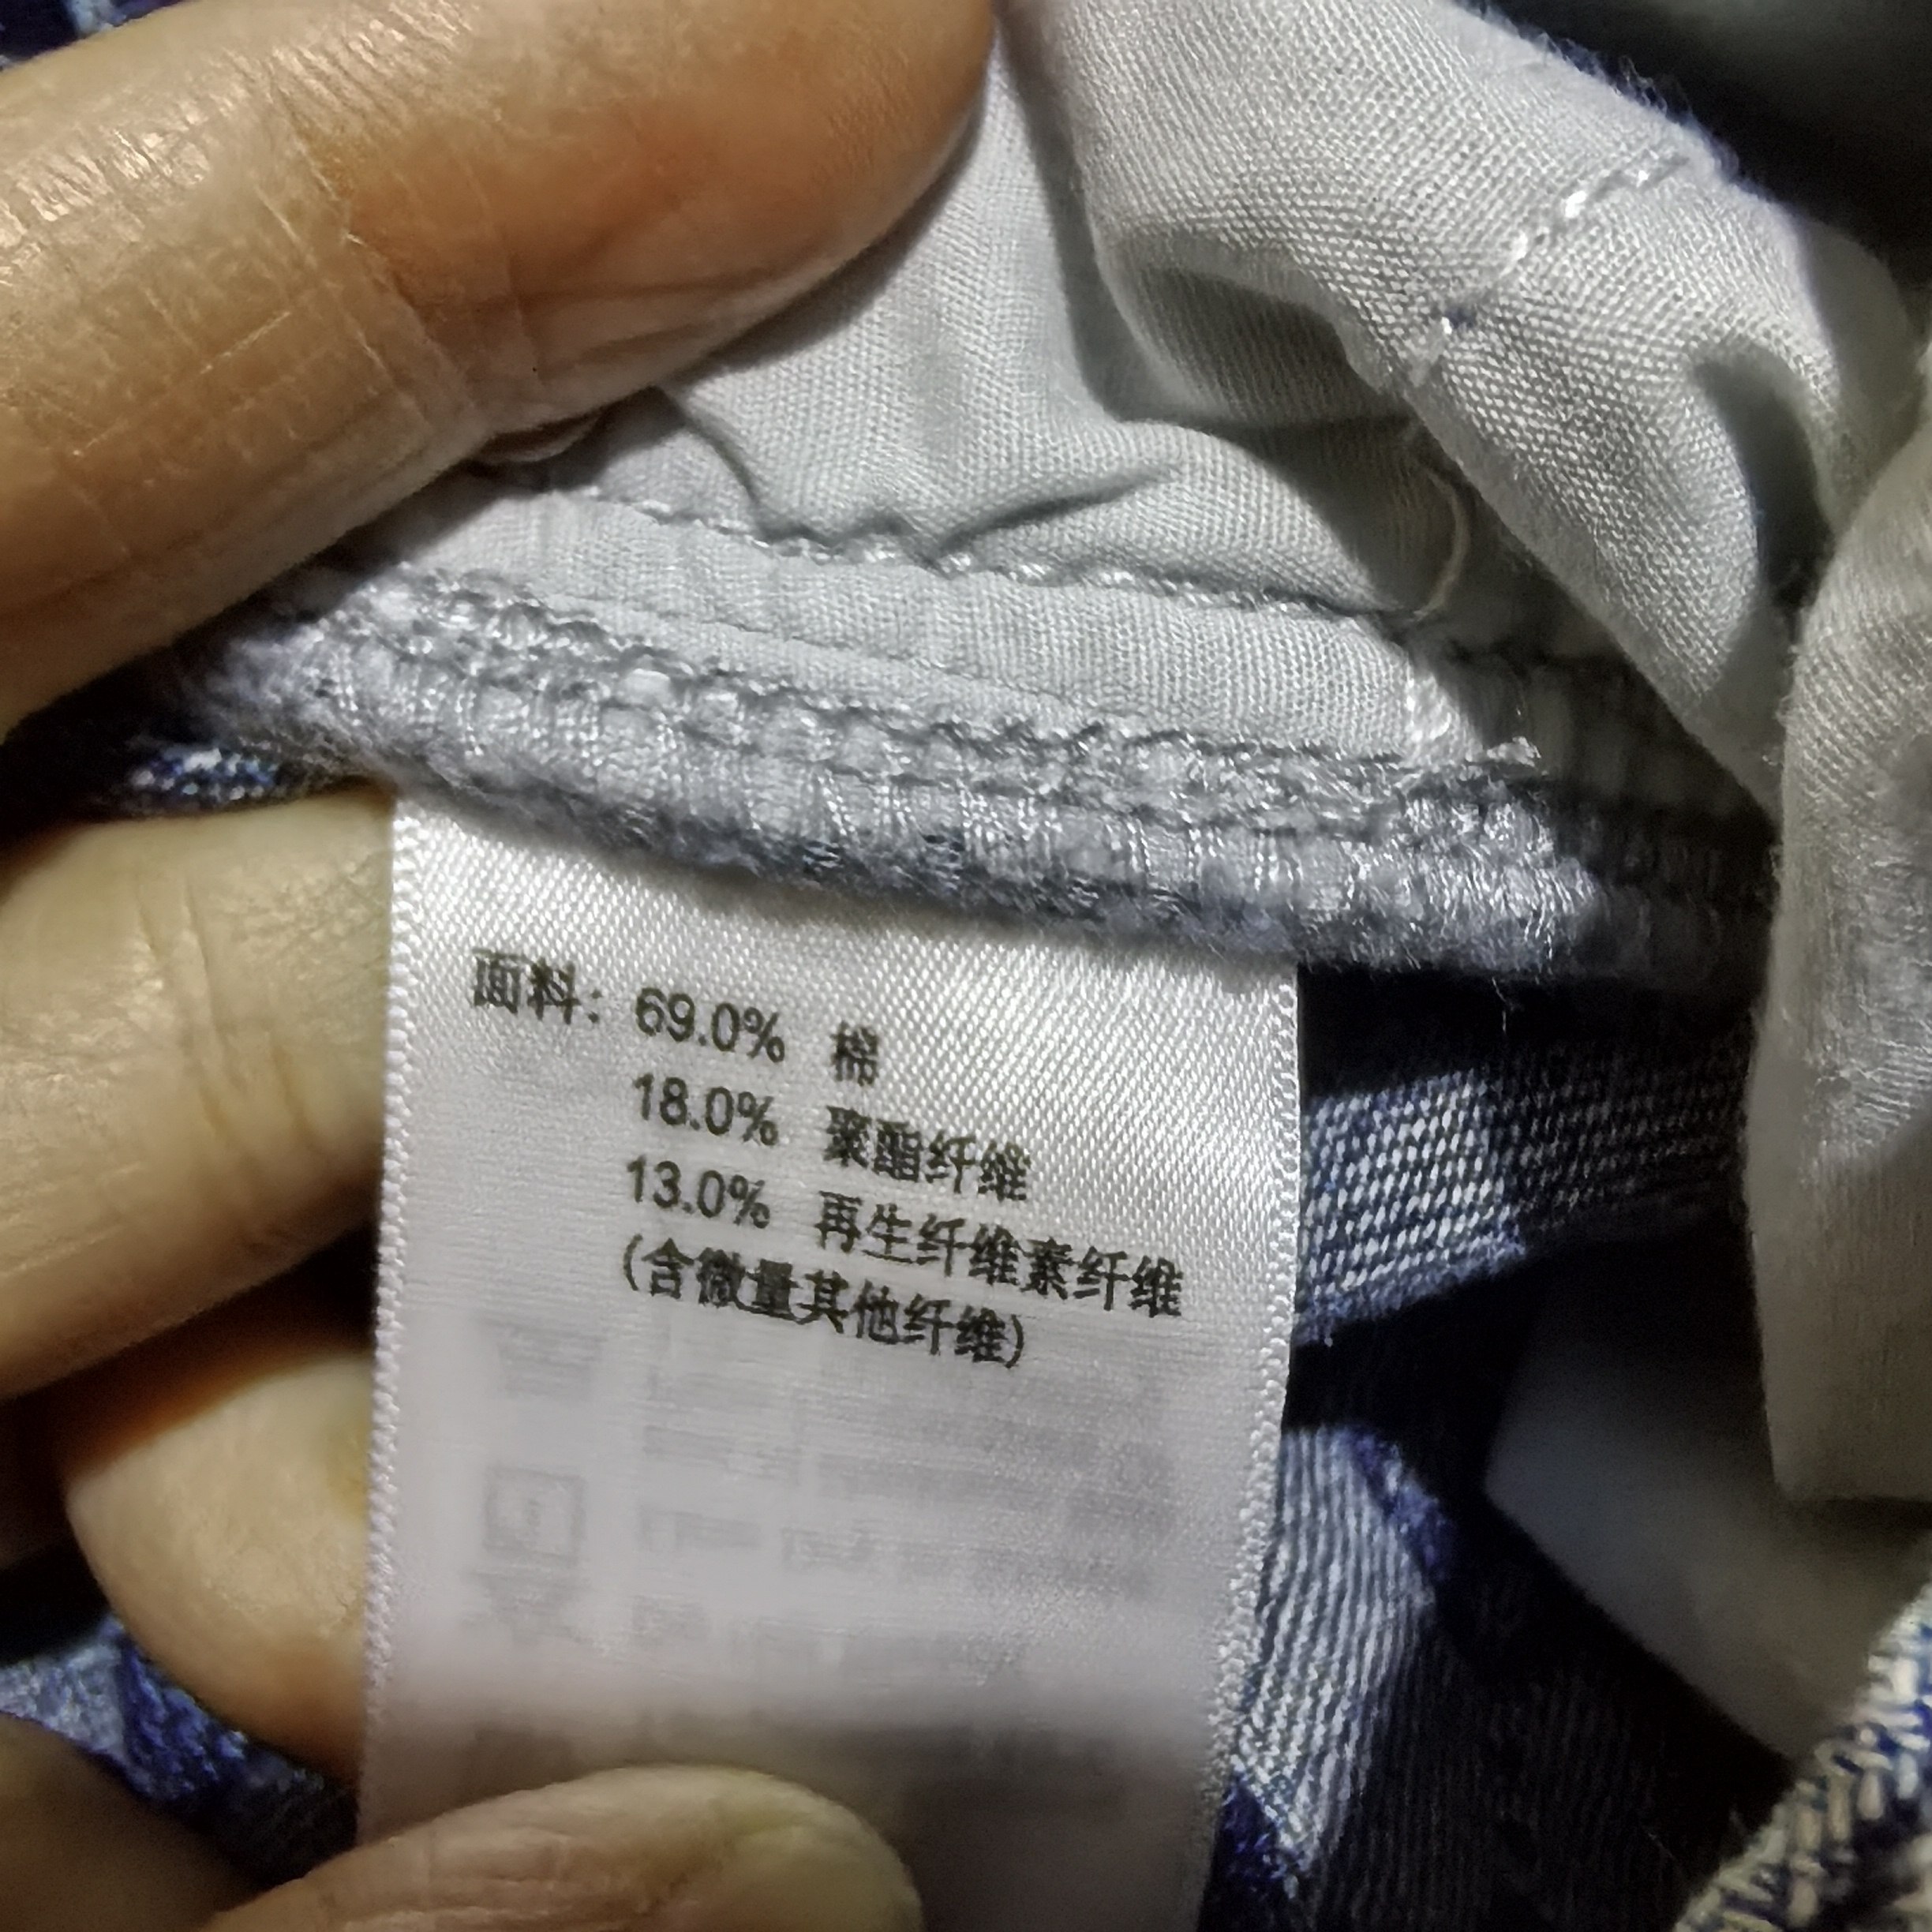 面料: 69.0% 棉
18.0% 聚酯纤维
13.0% 再生纤维素纤维
(含微量其他纤维)